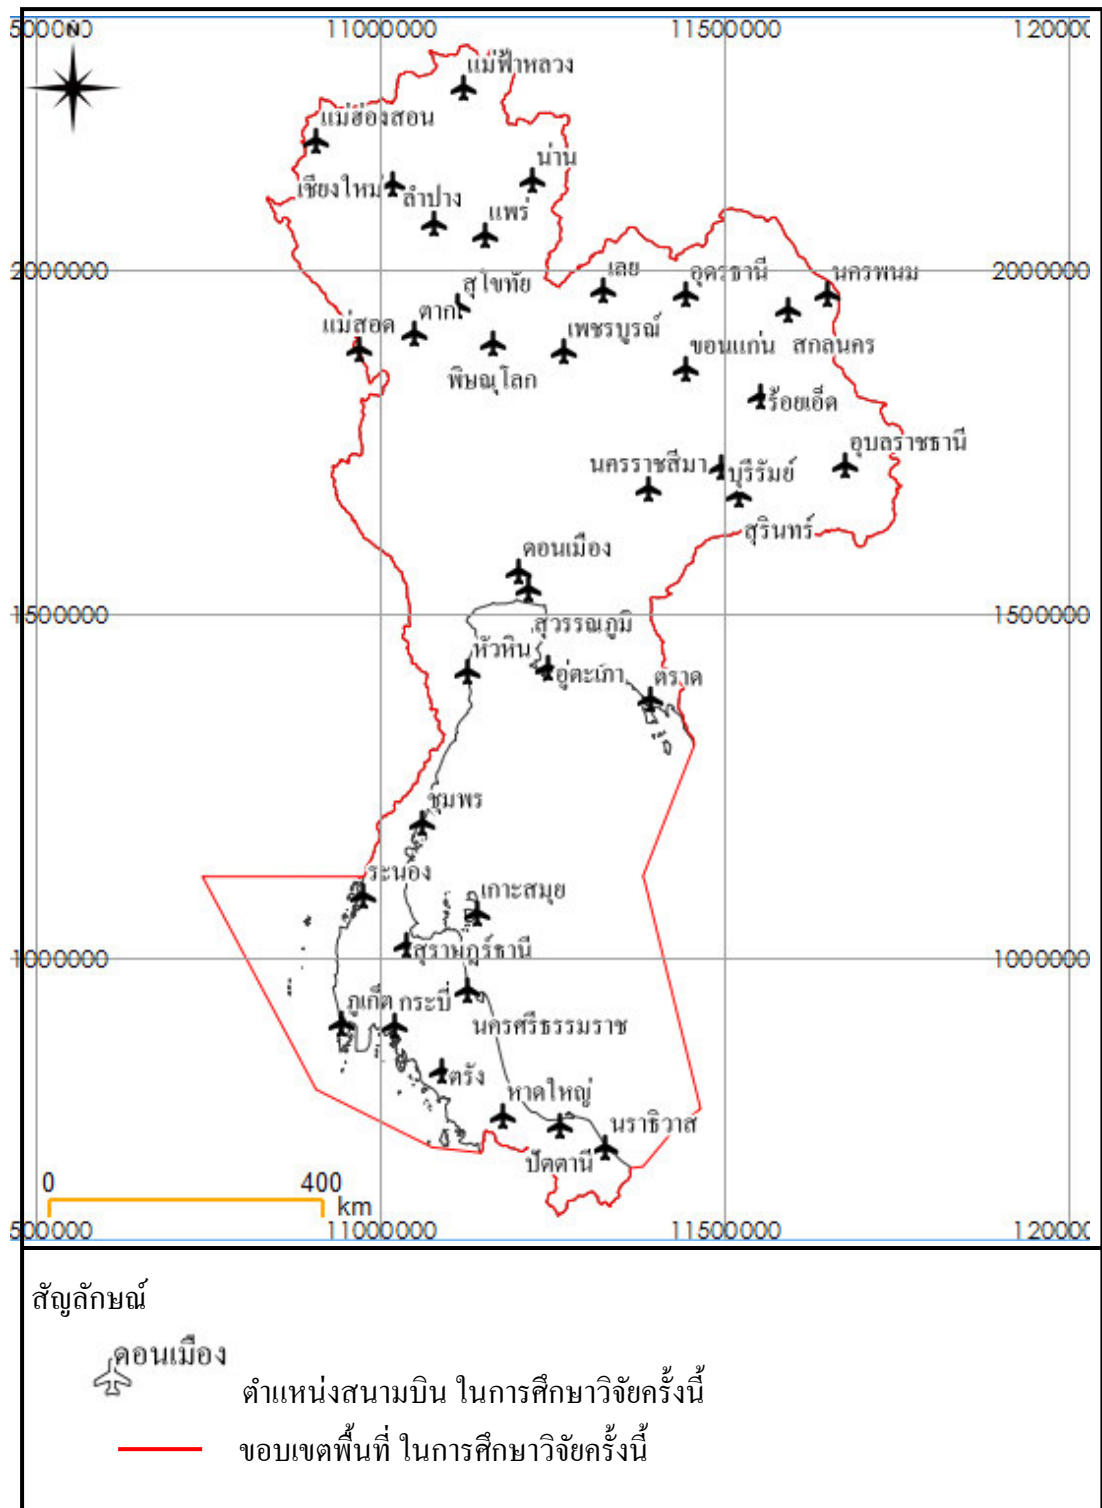 500000 11000000 11500000 12000
N
แม่ฟ้าหลวง
แม่ฮ่องสอน
น่าน
เชียงใหม่
ลำปาง
แพร่
2000000 2000000
เลย
อุดรธานี
นครพนม
สุโขทัย
ตาก
แม่สอด
เพชรบูรณ์
ขอนแก่น
สกลนคร
พิษณุโลก
ร้อยเอ็ด
อุบลราชธานี
นครราชสีมา
บุรีรัมย์
สุรินทร์
ดอนเมือง
1500000 1500000
สุวรรณภูมิ
หัวหิน
อู่ตะเภา
ตราด
ชุมพร
ระนอง
เกาะสมุย
สุราษฎร์ธานี
1000000 1000000
ภูเก็ต
กระบี่
นครศรีธรรมราช
ตรัง
หาดใหญ่
นราธิวาส
ปัตตานี
0 400
km
500000 11000000 11500000 12000
สัญลักษณ์
ดอนเมือง
ตำแหน่งสนามบิน ในการศึกษาวิจัยครั้งนี้
ขอบเขตพื้นที่ ในการศึกษาวิจัยครั้งนี้